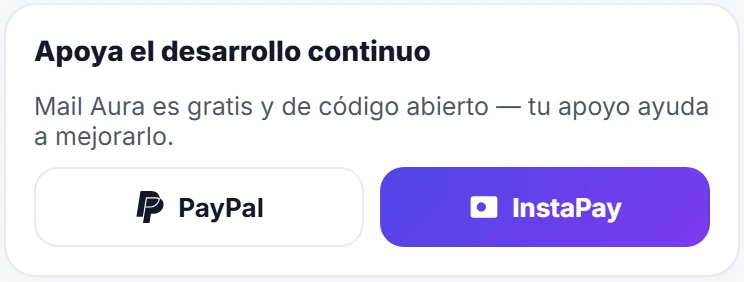 Apoya el desarrollo continuo
Mail Aura es gratis y de código abierto — tu apoyo ayuda
a mejorarlo.
PayPal
InstaPay